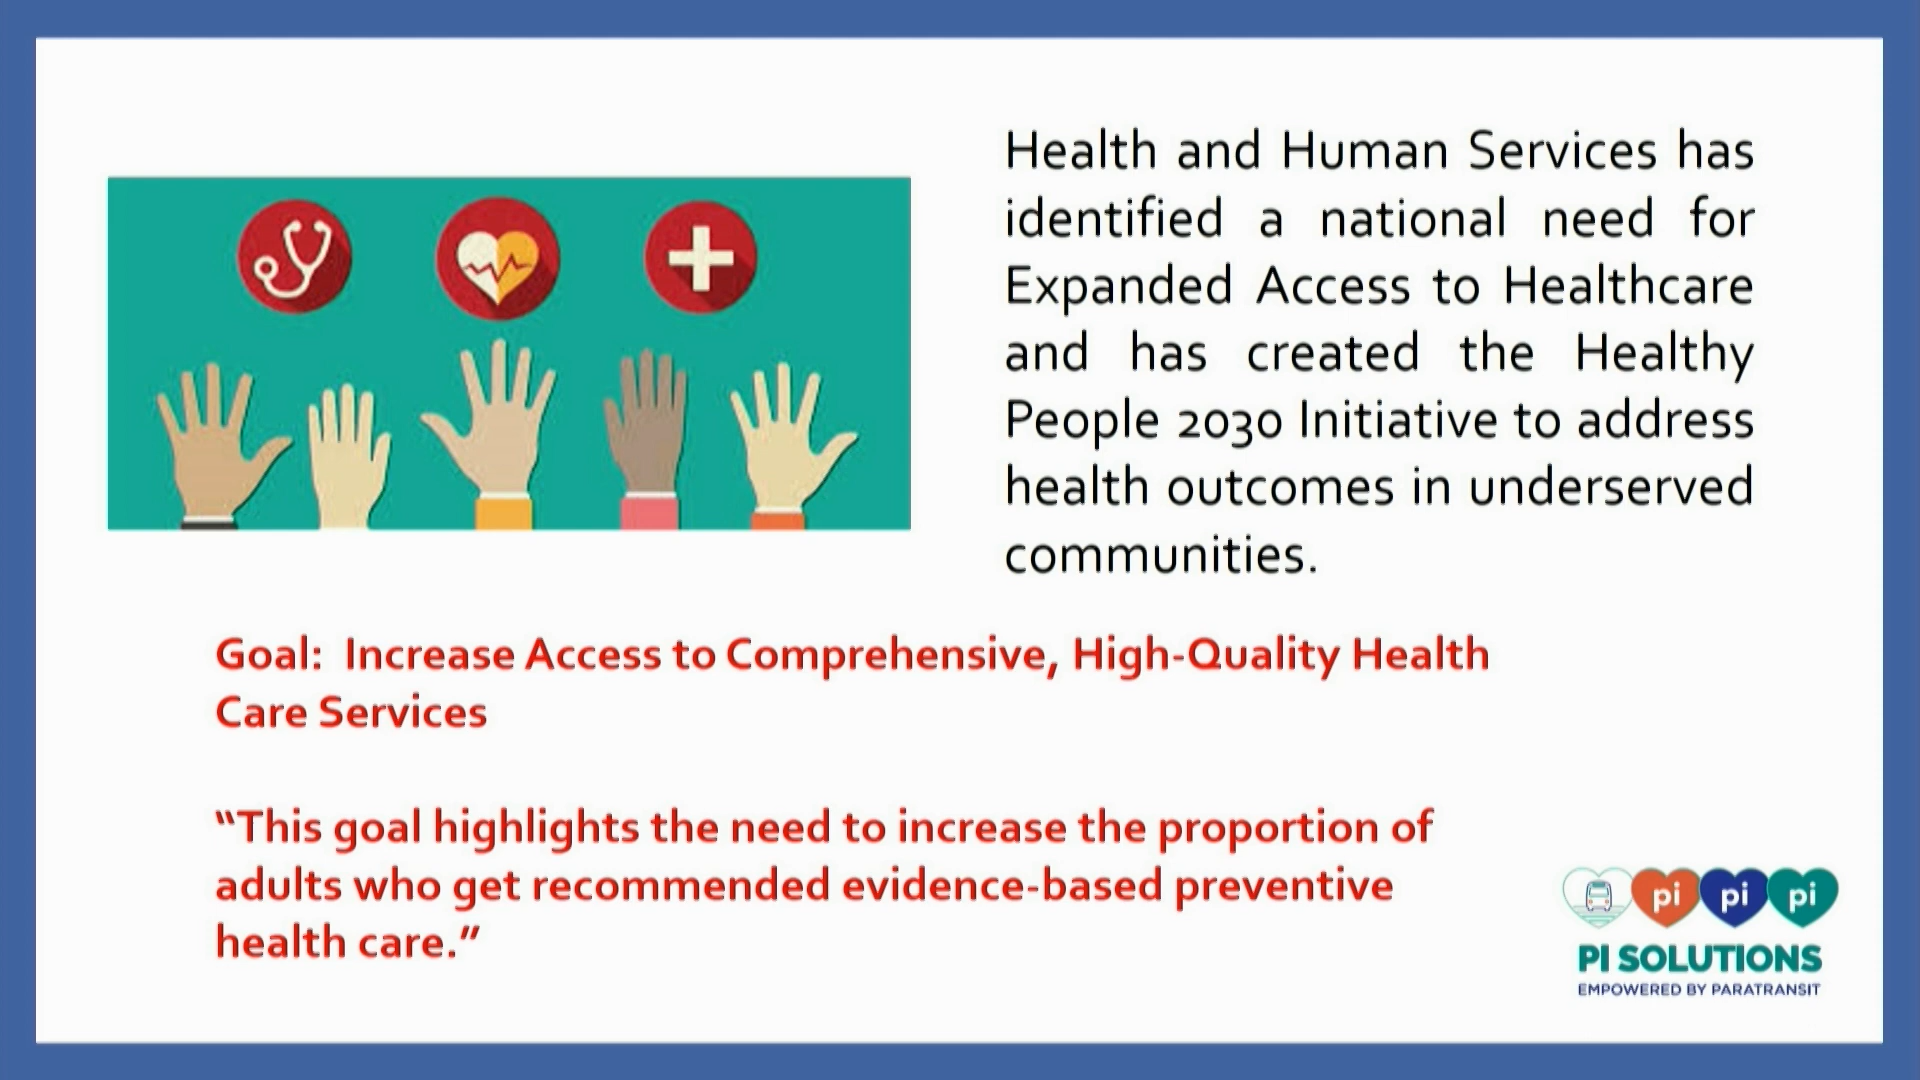 Health and Human Services has
identified a national need for
Expanded Access to Healthcare
and has created the Healthy
People 2030 Initiative to address
health outcomes in underserved
communities.
Goal:  Increase Access to Comprehensive, High-Quality Health
Care Services
“This goal highlights the need to increase the proportion of
adults who get recommended evidence-based preventive
health care.”
pi pi pi
PI SOLUTIONS
EMPOWERED BY PARATRANSIT